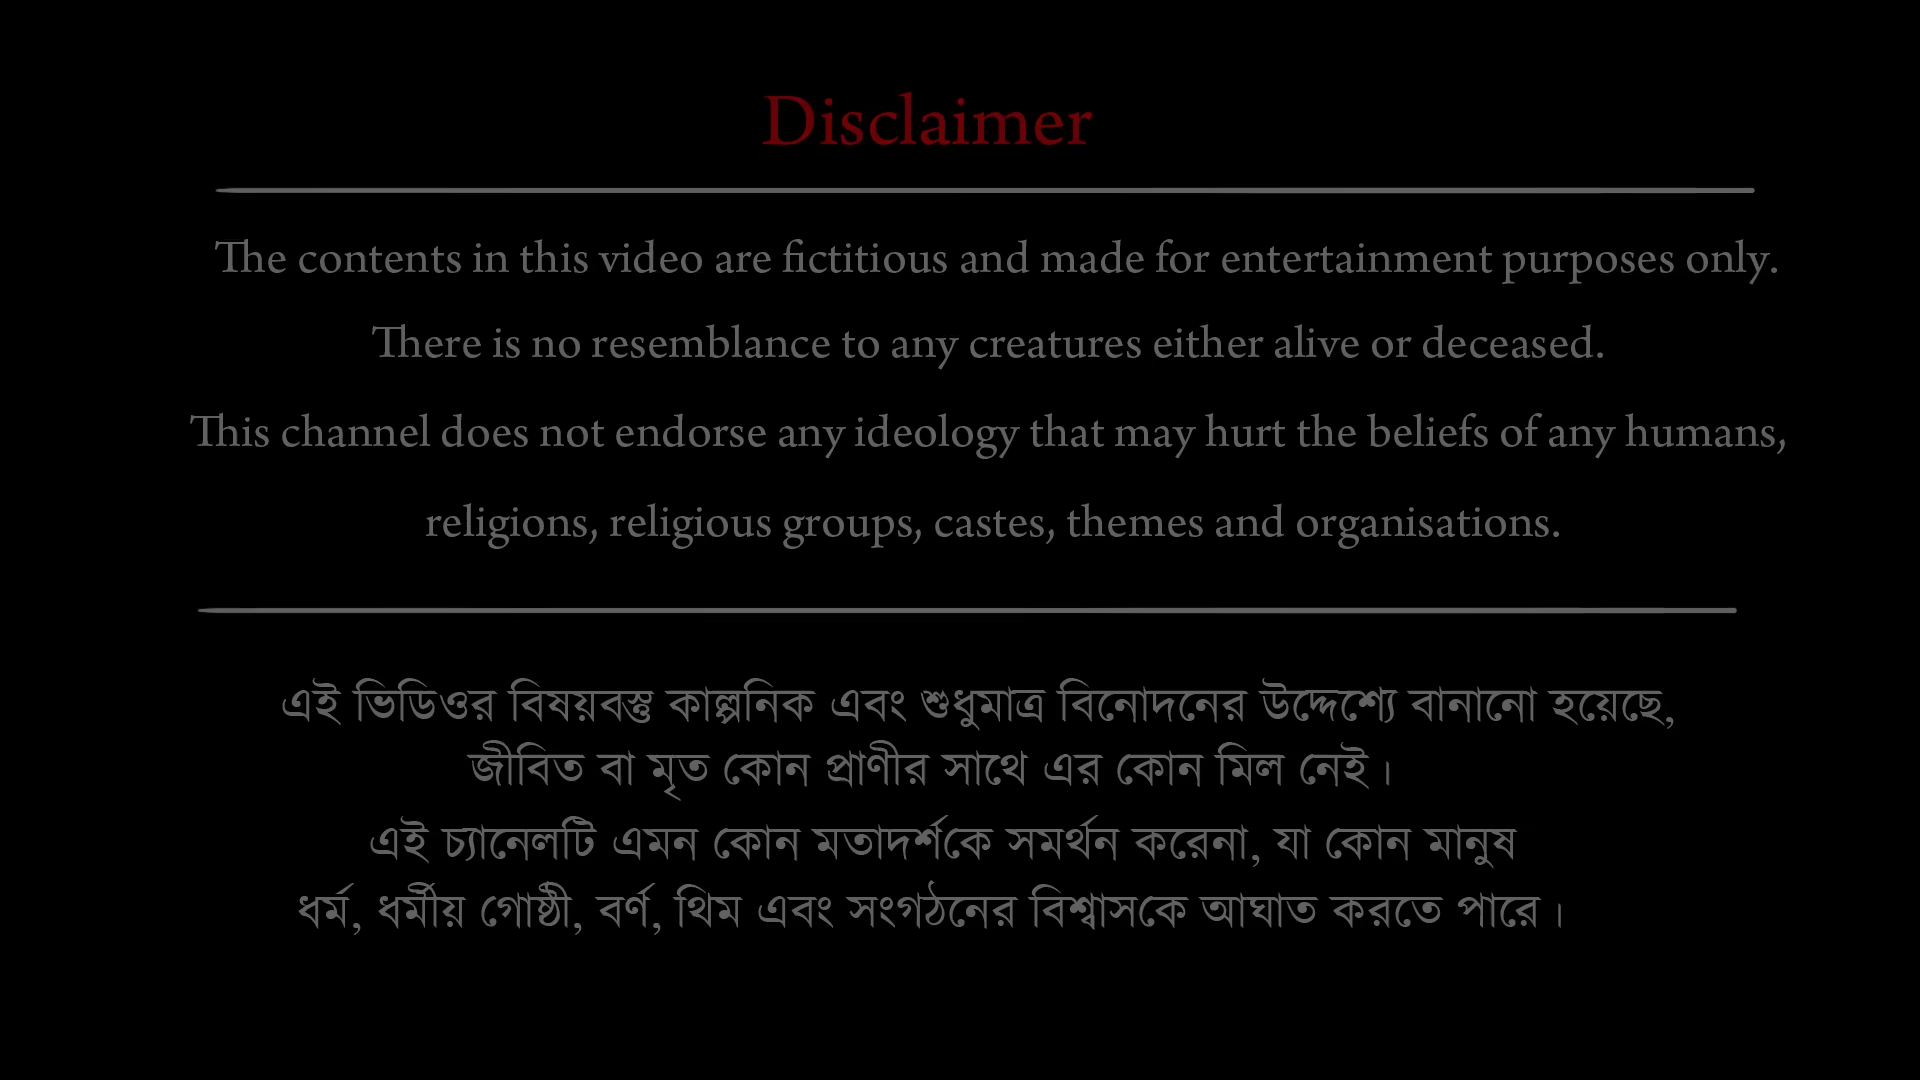 Disclaimer
The contents in this video are fictitious and made for entertainment purposes only.
There is no resemblance to any creatures either alive or deceased.
This channel does not endorse any ideology that may hurt the beliefs of any humans,
religions, religious groups, castes, themes and organisations.
এই ভিডিওর বিষয়বস্তু কাল্পনিক এবং শুধুমাত্র বিনোদনের উদ্দেশ্যে বানানো হয়েছে,
জীবিত বা মৃত কোন প্রাণীর সাথে এর কোন মিল নেই।
এই চ্যানেলটি এমন কোন মতাদর্শকে সমর্থন করেনা, যা কোন মানুষ
ধর্ম, ধর্মীয় গোষ্ঠী, বর্ণ, থিম এবং সংগঠনের বিশ্বাসকে আঘাত করতে পারে।